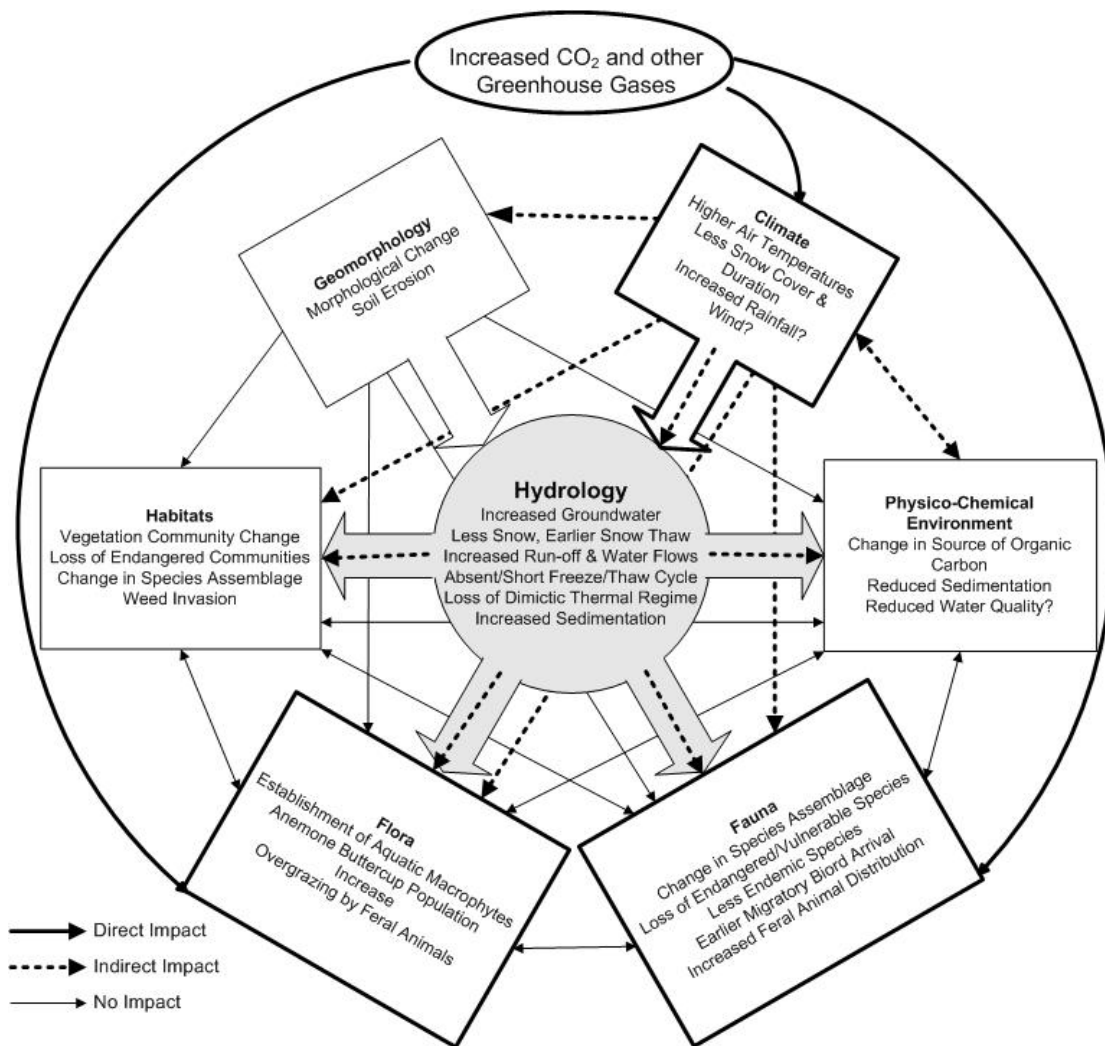 Increased CO₂ and other
Greenhouse Gases
Geomorphology
Morphological Change
Soil Erosion
Climate
Higher Air Temperatures
Less Snow Cover &
Duration
Increased Rainfall?
Wind?
Habitats
Vegetation Community Change
Loss of Endangered Communities
Change in Species Assemblage
Weed Invasion
Hydrology
Increased Groundwater
Less Snow, Earlier Snow Thaw
Increased Run-off & Water Flows
Absent/Short Freeze/Thaw Cycle
Loss of Dimictic Thermal Regime
Increased Sedimentation
Physico-Chemical
Environment
Change in Source of Organic
Carbon
Reduced Sedimentation
Reduced Water Quality?
Flora
Establishment of Aquatic Macrophytes
Anemone Buttercup Population
Increase
Overgrazing by Feral Animals
Fauna
Change in Species Assemblage
Loss of Endangered/Vulnerable Species
Less Endemic Species
Earlier Migratory Biord Arrival
Increased Feral Animal Distribution
Direct Impact
Indirect Impact
No Impact